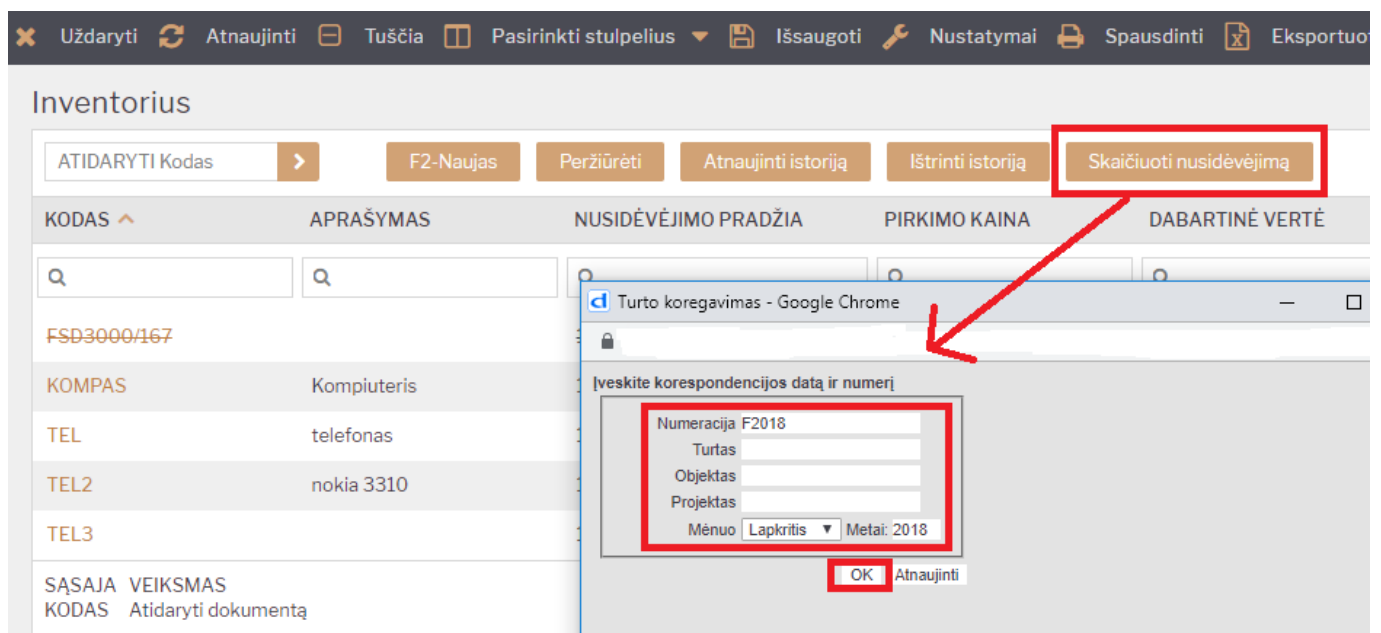 Uždaryti Atnaujinti Tuščia Pasirinkti stulpelius Išsaugoti Nustatymai Spausdinti Eksportuot
Inventorius
ATIDARYTI Kodas F2-Naujas Peržiūrėti Atnaujinti istoriją Ištrinti istoriją Skaičiuoti nusidėvėjimą
KODAS APRAŠYMAS NUSIDĖVĖJIMO PRADŽIA PIRKIMO KAINA DABARTINĖ VERTĖ
Turto koregavimas - Google Chrome
FSD3000/167
Įveskite korespondencijos datą ir numerį
KOMPAS Kompiuteris
Numeracija F2018
TEL telefonas
Turtas
Objektas
TEL2 nokia 3310
Projektas
TEL3
Mėnuo Lapkritis Metai: 2018
OK Atnaujinti
SĄSAJA VEIKSMAS
KODAS Atidaryti dokumentą